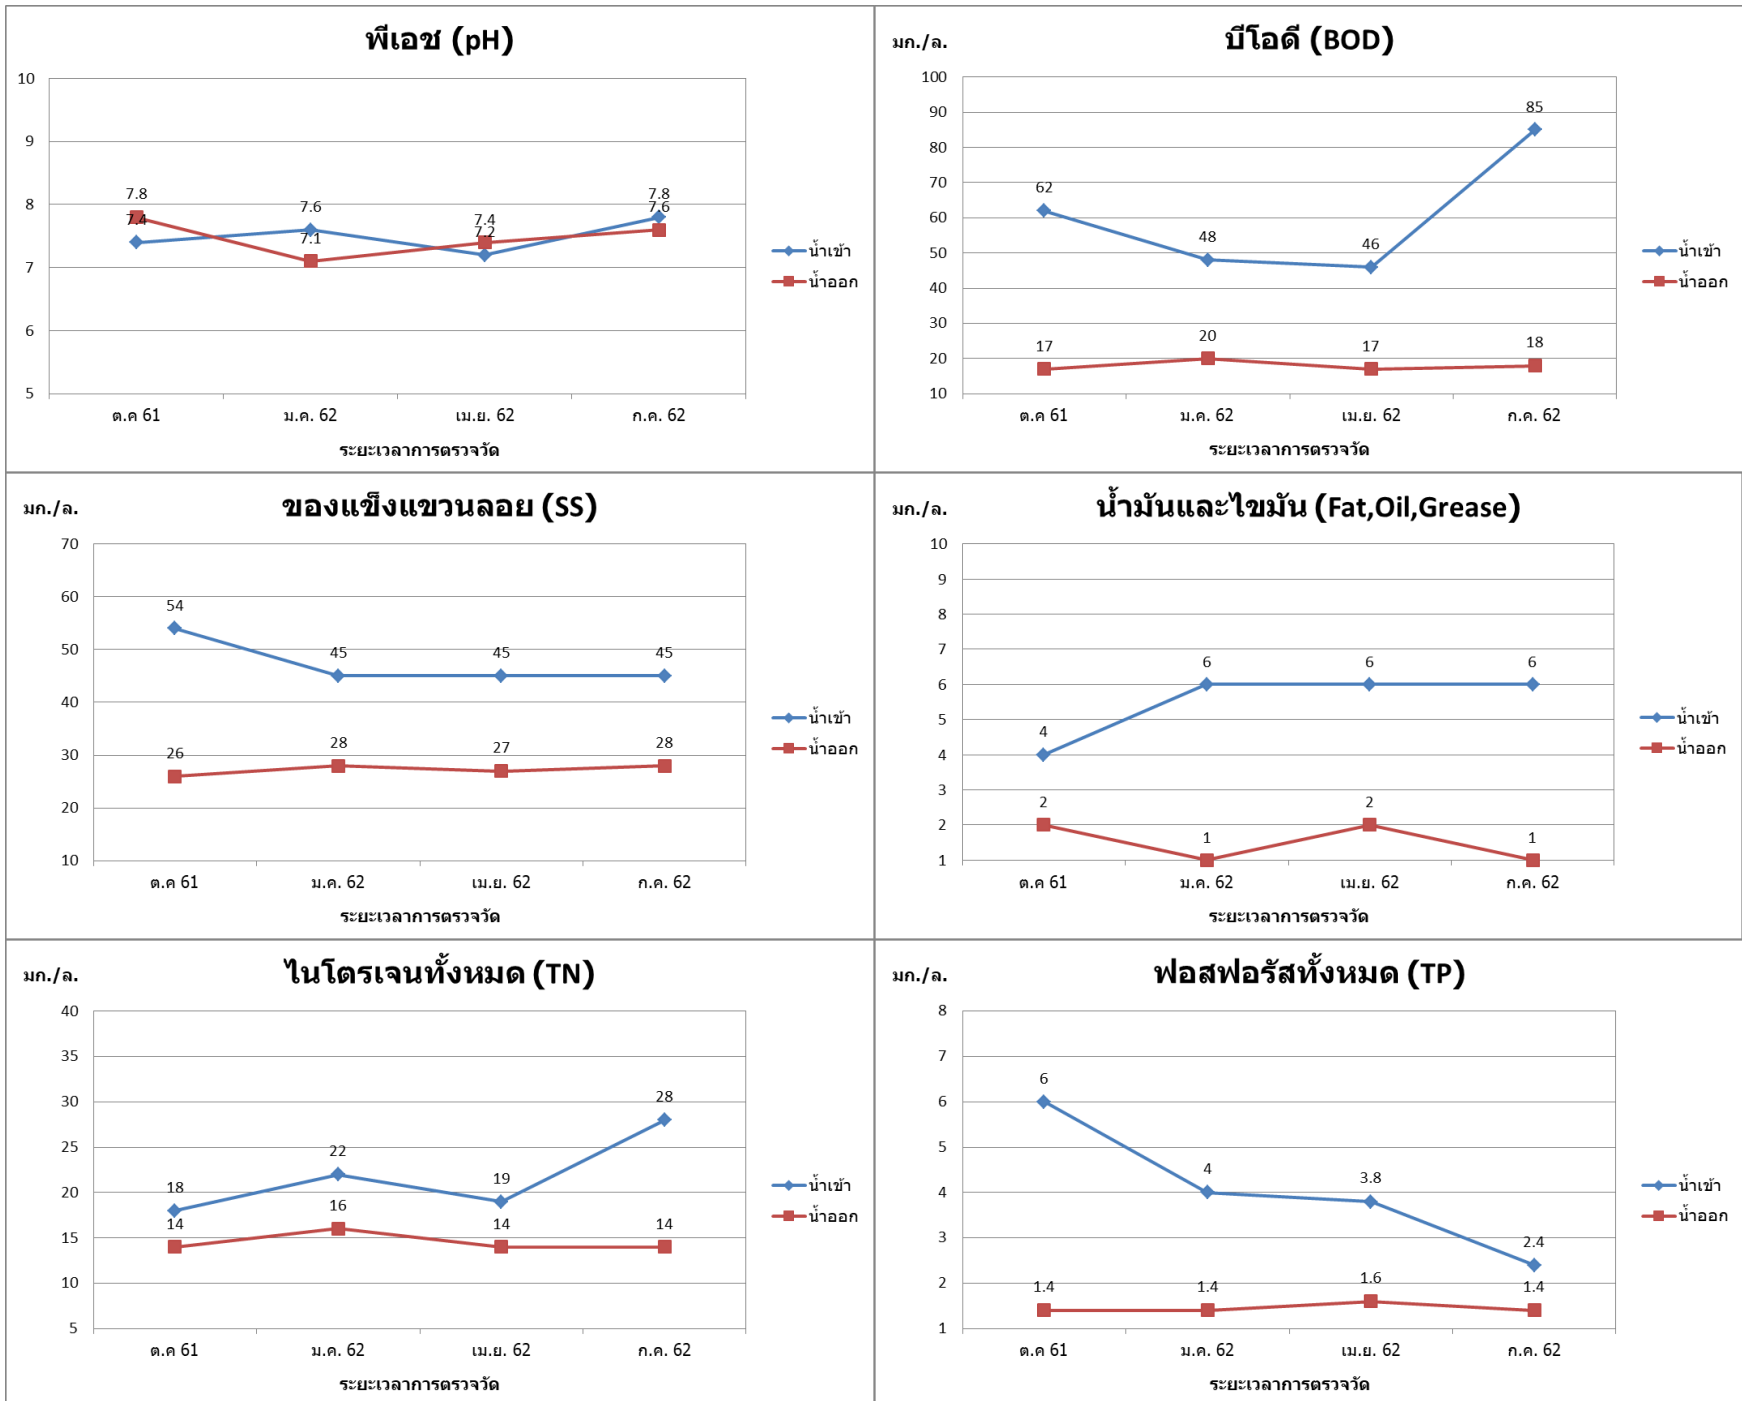 พีเอช (pH)
10
9
8
7
6
5
7.8
7.4
7.6
7.1
7.4
7.2
7.8
7.6
น้ำเข้า
น้ำออก
ต.ค 61
ม.ค. 62
เม.ย. 62
ก.ค. 62
ระยะเวลาการตรวจวัด
มก./ล.
บีโอดี (BOD)
100
90
80
70
60
50
40
30
20
10
62
48
46
85
17
20
17
18
น้ำเข้า
น้ำออก
ต.ค 61
ม.ค. 62
เม.ย. 62
ก.ค. 62
ระยะเวลาการตรวจวัด
มก./ล.
ของแข็งแขวนลอย (SS)
70
60
50
40
30
20
10
54
45
45
45
26
28
27
28
น้ำเข้า
น้ำออก
ต.ค 61
ม.ค. 62
เม.ย. 62
ก.ค. 62
ระยะเวลาการตรวจวัด
มก./ล.
น้ำมันและไขมัน (Fat,Oil,Grease)
10
9
8
7
6
5
4
3
2
1
4
6
6
6
2
1
2
1
น้ำเข้า
น้ำออก
ต.ค 61
ม.ค. 62
เม.ย. 62
ก.ค. 62
ระยะเวลาการตรวจวัด
มก./ล.
ไนโตรเจนทั้งหมด (TN)
40
35
30
25
20
15
10
5
18
22
19
28
14
16
14
14
น้ำเข้า
น้ำออก
ต.ค 61
ม.ค. 62
เม.ย. 62
ก.ค. 62
ระยะเวลาการตรวจวัด
มก./ล.
ฟอสฟอรัสทั้งหมด (TP)
8
7
6
5
4
3
2
1
6
4
3.8
2.4
1.4
1.4
1.6
1.4
น้ำเข้า
น้ำออก
ต.ค 61
ม.ค. 62
เม.ย. 62
ก.ค. 62
ระยะเวลาการตรวจวัด